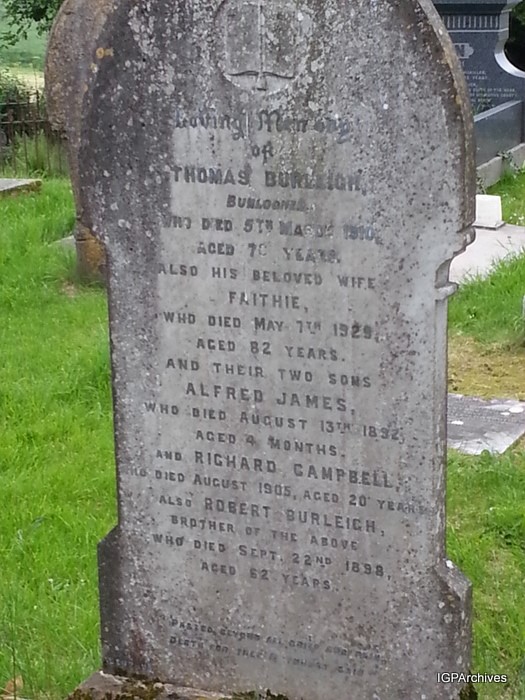 Loving Memory
of
THOMAS BURLEIGH,
WHO DIED 5TH MARCH 1910,
AGED YEARS.
ALSO HIS BELOVED WIFE
FAITHIE,
WHO DIED MAY 7TH 1929,
AGED 82 YEARS.
AND THEIR TWO SONS
ALFRED JAMES,
WHO DIED AUGUST 13TH 1892,
AGED 4 MONTHS.
AND RICHARD CAMPBELL,
WHO DIED AUGUST 1905, AGED 20 YEARS
ALSO ROBERT BURLEIGH,
BROTHER OF THE ABOVE
WHO DIED SEPT. 22ND 1898,
AGED 62 YEARS.
IGPArchives